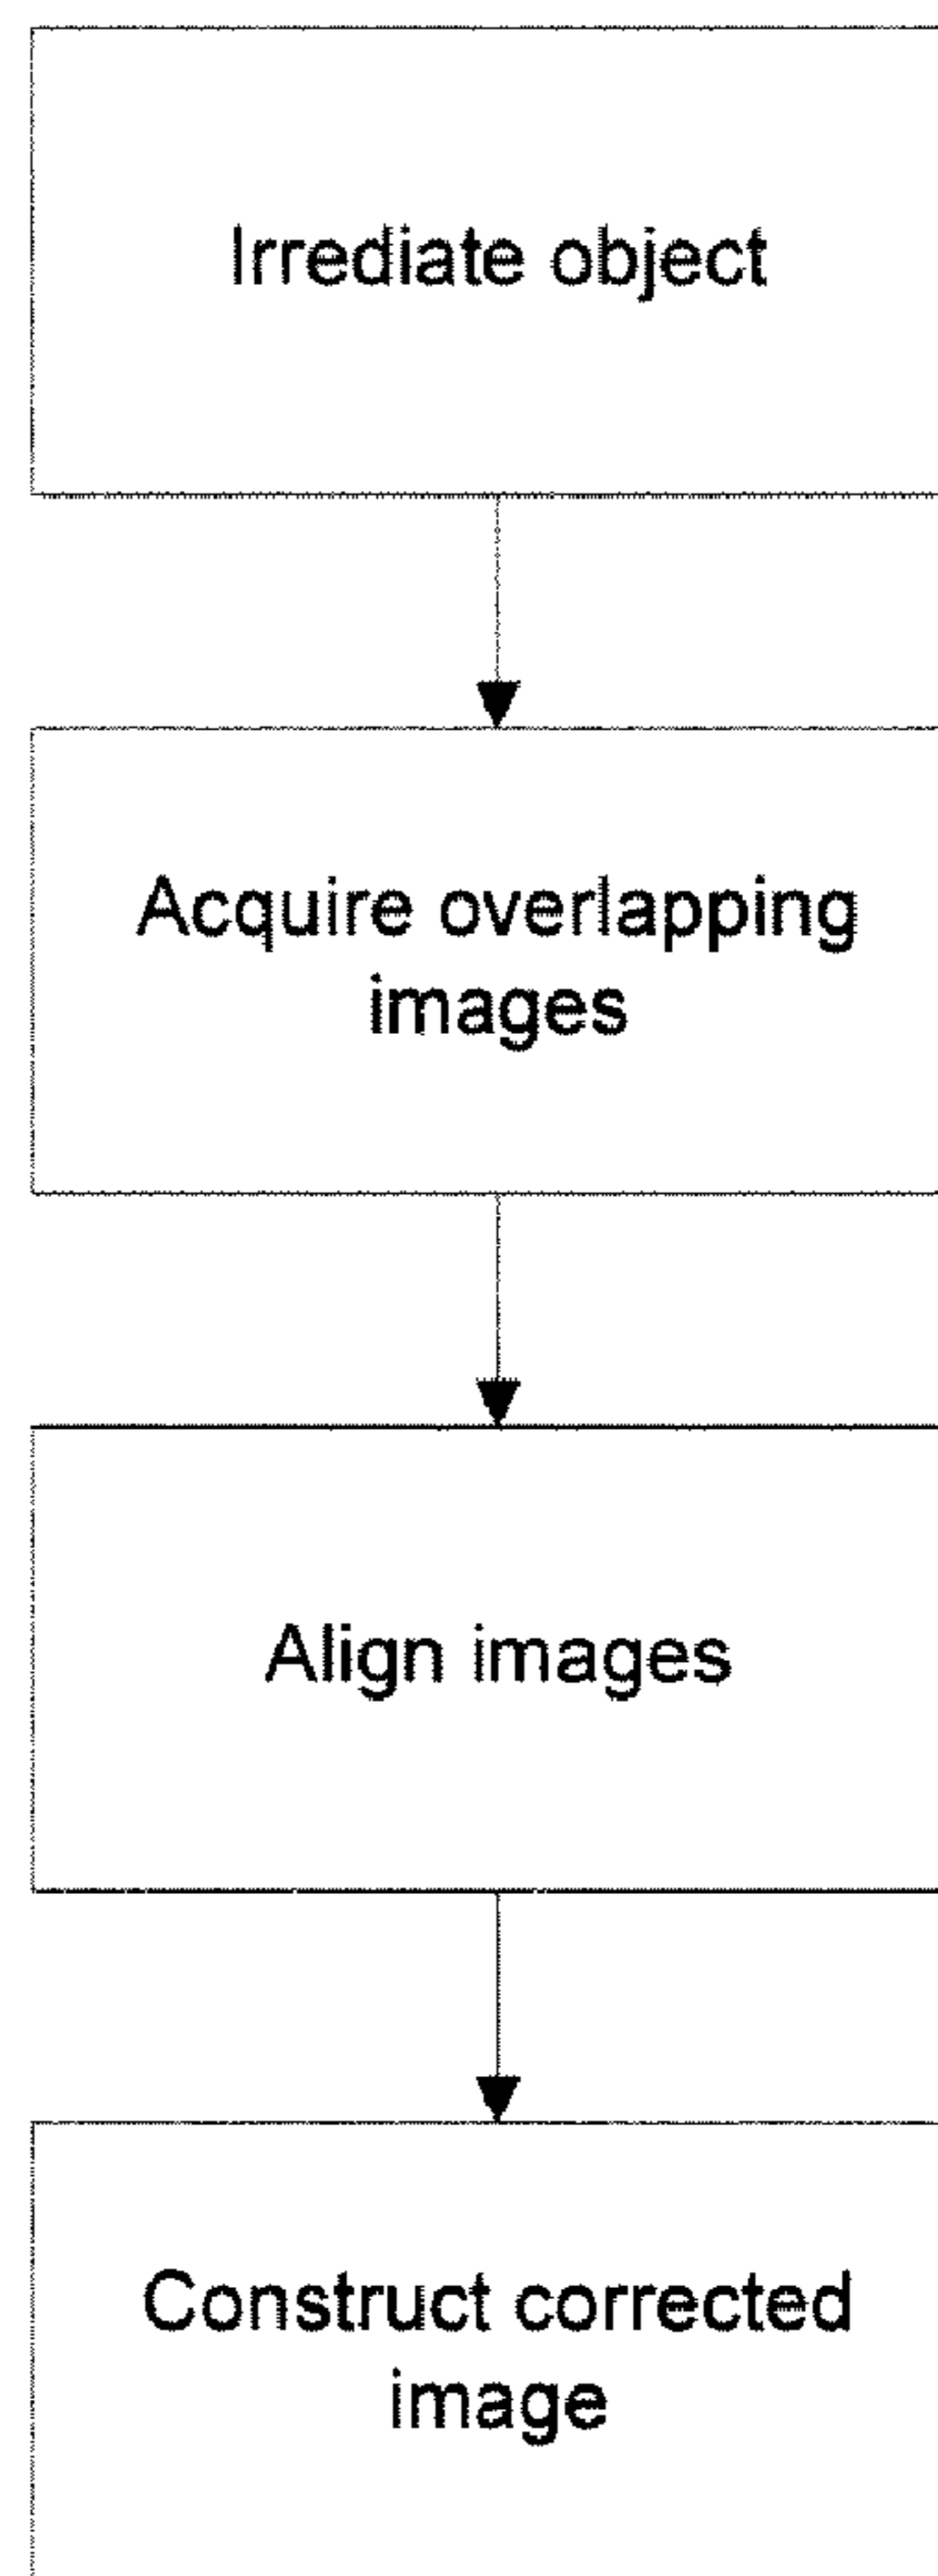 Irrediate object
Acquire overlapping
images
Align images
Construct corrected
image